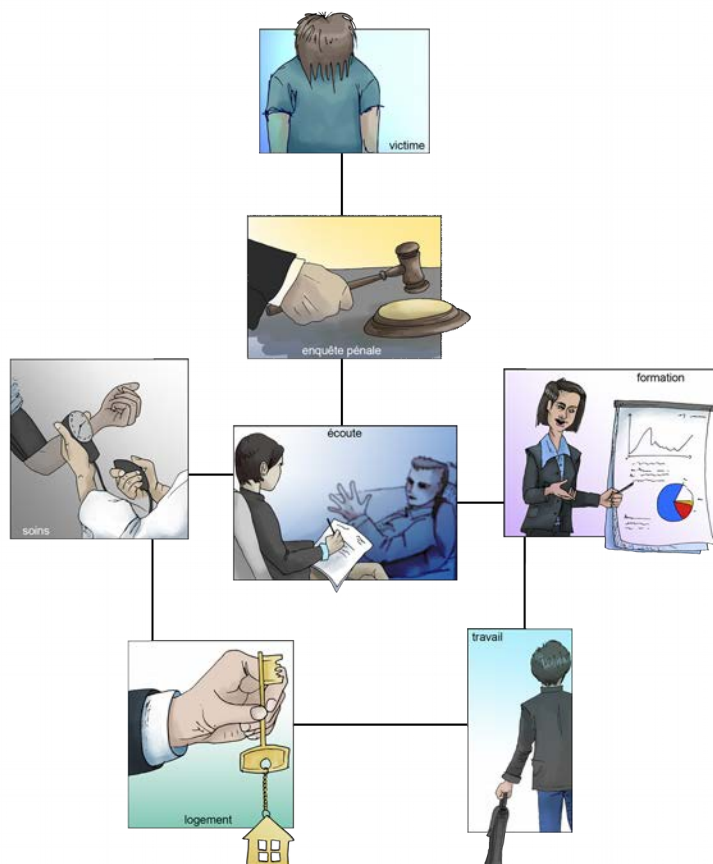 victime
enquête pénale
formation
écoute
soins
travail
logement